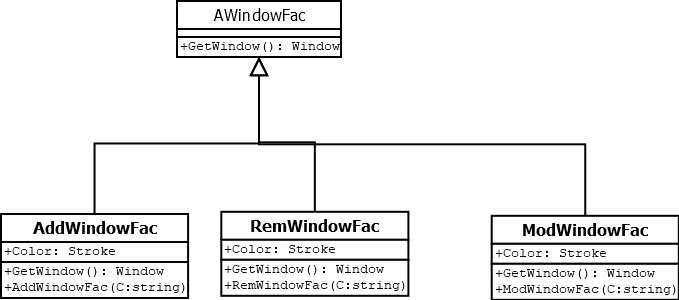 AWindowFac
+GetWindow(): Window
AddWindowFac
+Color: Stroke
+GetWindow(): Window
+AddWindowFac(C:string)
RemWindowFac
+Color: Stroke
+GetWindow(): Window
+RemWindowFac(C:string)
ModWindowFac
+Color: Stroke
+GetWindow(): Window
+ModWindowFac(C:string)